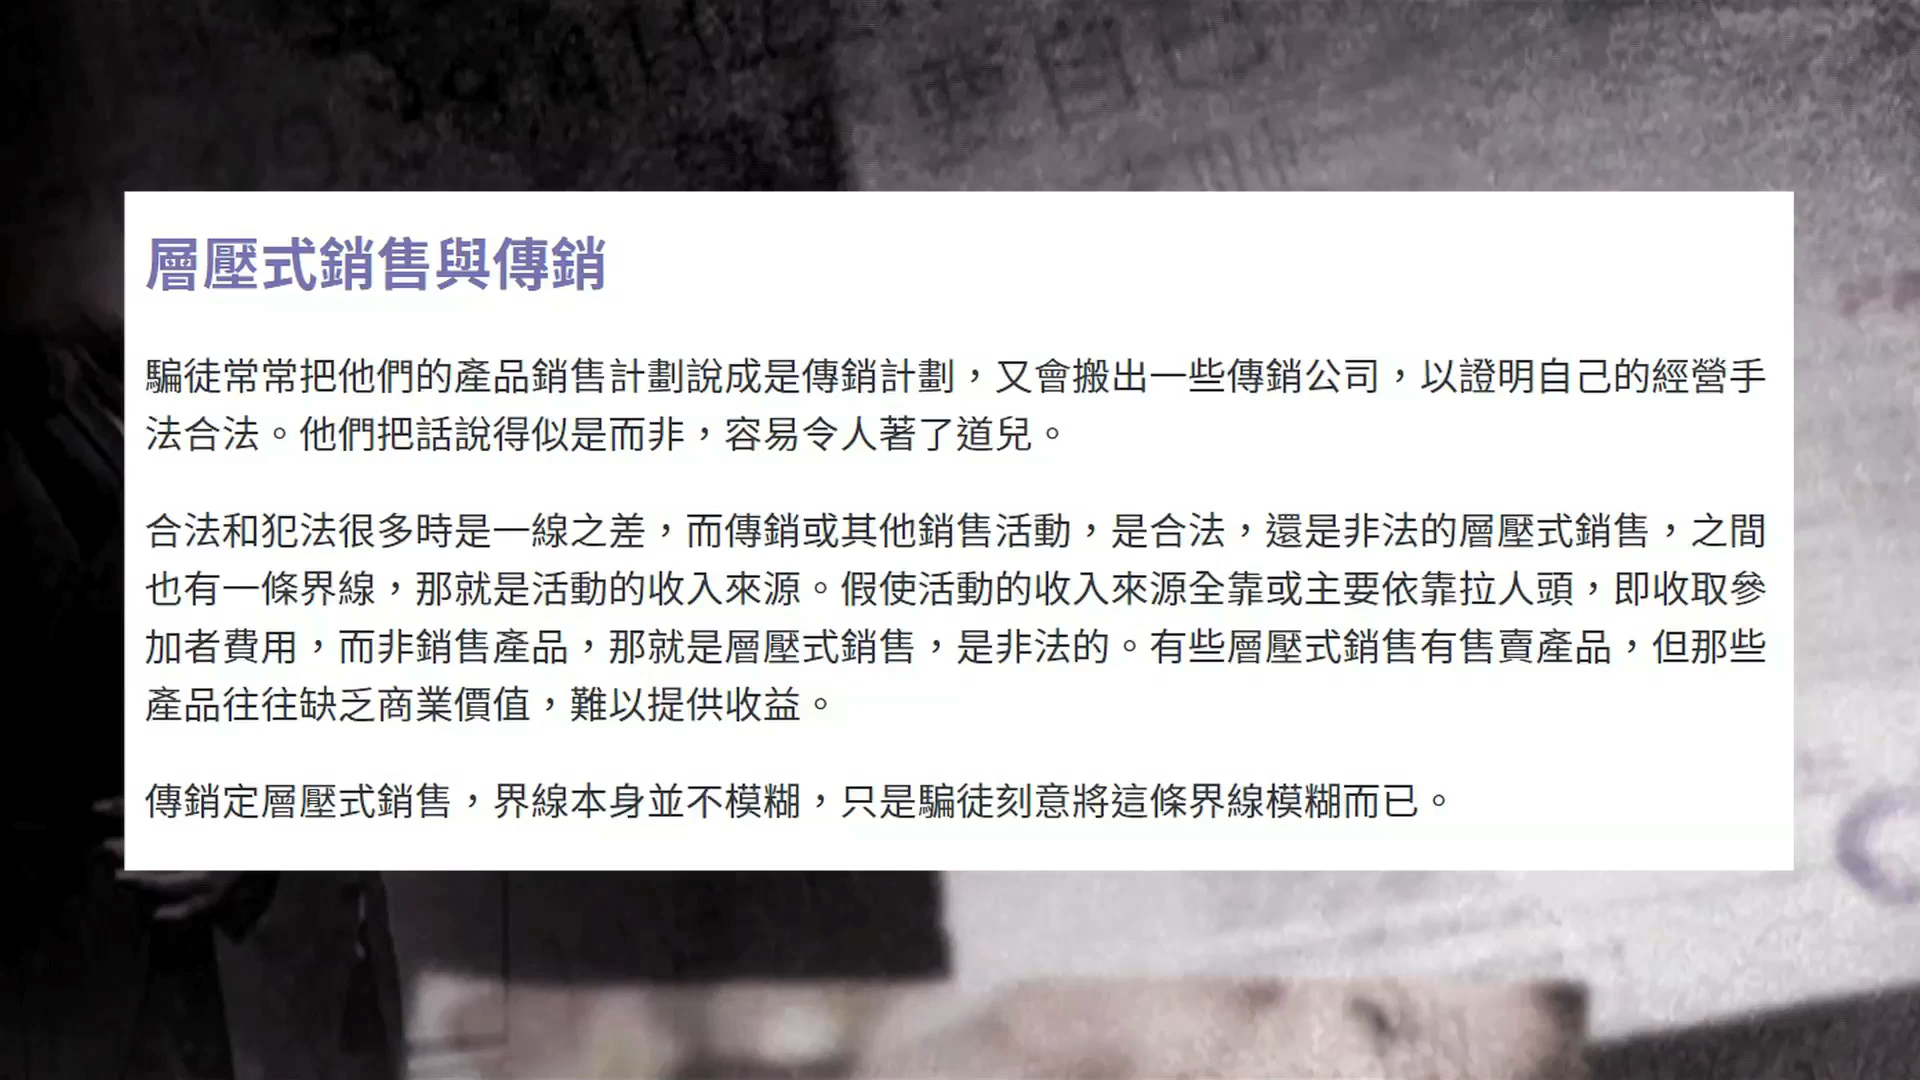 層壓式銷售與傳銷
騙徒常常把他們的產品銷售計劃說成是傳銷計劃，又會搬出一些傳銷公司，以證明自己的經營手
法合法。他們把話說得似是而非，容易令人著了道兒。
合法和犯法很多時是一線之差，而傳銷或其他銷售活動，是合法，還是非法的層壓式銷售，之間
也有一條界線，那就是活動的收入來源。假使活動的收入來源全靠或主要依靠拉人頭，即收取參
加者費用，而非銷售產品，那就是層壓式銷售，是非法的。有些層壓式銷售有售賣產品，但那些
產品往往缺乏商業價值，難以提供收益。
傳銷定層壓式銷售，界線本身並不模糊，只是騙徒刻意將這條界線模糊而已。